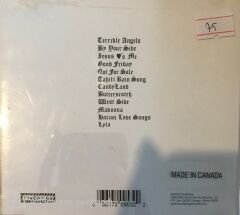 75
Terrible Angels
By Your Side
Jesus ♥'s Me
Good Friday
Not For Sale
Tahiti Rain Song
CandyLand
Butterscotch
West Side
Madonna
Haitian Love Songs
Lyla
MADE IN CANADA